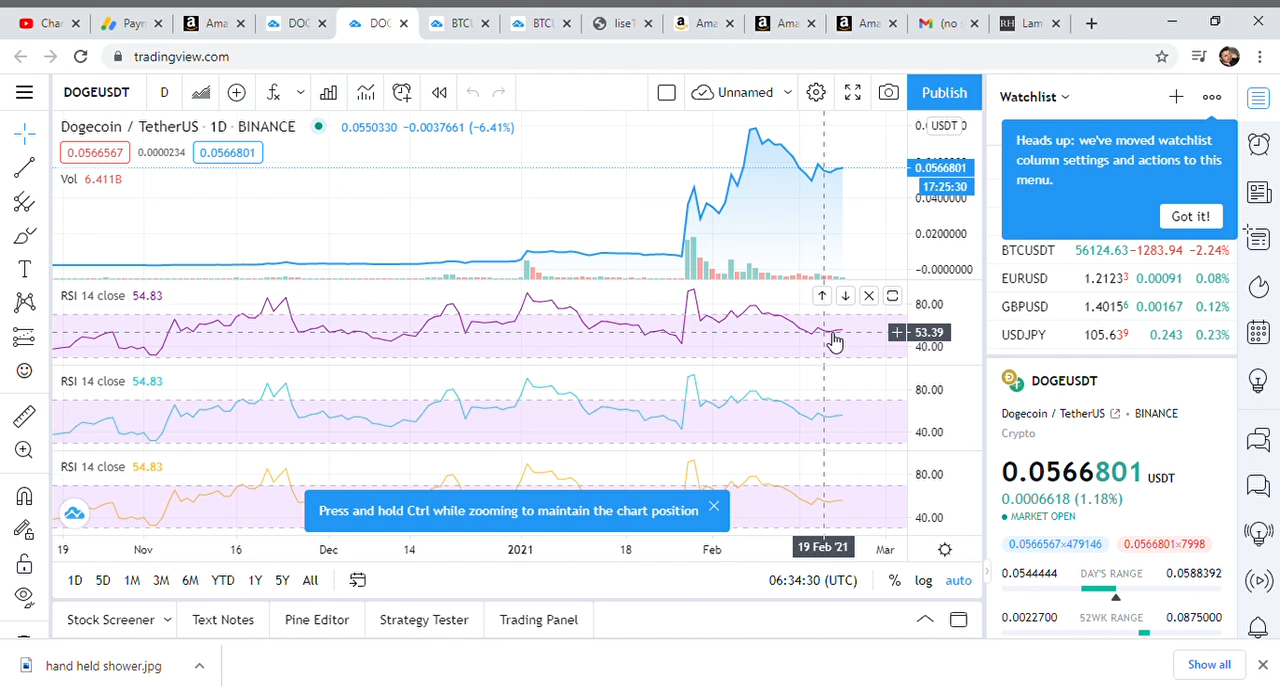 Chan
Payn
Ama
DOG
DOG
BTCU
BTCU
lise1
Ama
Ama
Ama
(no s
RH
Lam
tradingview.com
DOGEUSDT
D
Unnamed
Publish
Watchlist
Dogecoin / TetherUS · 1D · BINANCE
0.0550330 −0.0037661 (−6.41%)
0.0566567
0.0000234
0.0566801
Vol 6.411B
USDT
0.0566801
17:25:30
0.0400000
0.0200000
−0.0000000
Heads up: we've moved watchlist
column settings and actions to this
menu.
Got it!
BTCUSDT 56124.63 −1283.94 −2.24%
EURUSD 1.21233 0.00091 0.08%
GBPUSD 1.40156 0.00167 0.12%
USDJPY 105.639 0.243 0.23%
RSI 14 close 54.83
80.00
53.39
40.00
RSI 14 close 54.83
80.00
40.00
RSI 14 close 54.83
80.00
40.00
Press and hold Ctrl while zooming to maintain the chart position
DOGEUSDT
Dogecoin / TetherUS • BINANCE
Crypto
0.0566801 USDT
0.0006618 (1.18%)
MARKET OPEN
0.0566567×479146
0.0566801×7998
0.0544444 DAY'S RANGE 0.0588392
0.0022700 52WK RANGE 0.0875000
19 Nov 16 Dec 14 2021 18 Feb 19 Feb '21 Mar
1D 5D 1M 3M 6M YTD 1Y 5Y All
06:34:30 (UTC)
% log auto
Stock Screener
Text Notes
Pine Editor
Strategy Tester
Trading Panel
hand held shower.jpg
Show all